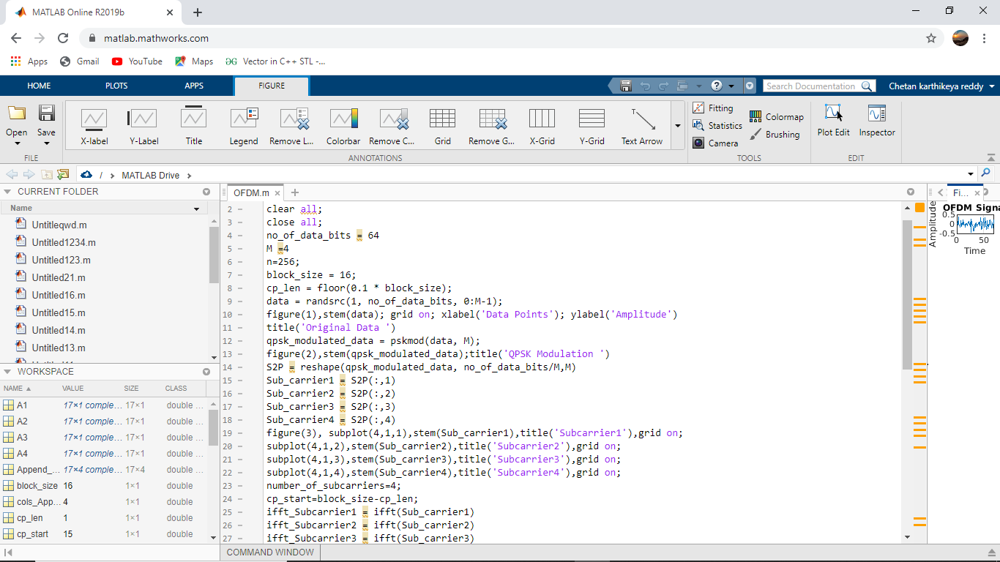 MATLAB Online R2019b
matlab.mathworks.com
Apps Gmail YouTube Maps Vector in C++ STL -...
HOME PLOTS APPS FIGURE Search Documentation Chetan karthikeya reddy
Open Save X-label Y-Label Title Legend Remove L... Colorbar Remove C... Grid Remove G... X-Grid Y-Grid Text Arrow
Fitting
Statistics
Camera
Colormap
Brushing
Plot Edit Inspector
FILE ANNOTATIONS TOOLS EDIT
/ MATLAB Drive
CURRENT FOLDER
Name
Untitleqwd.m
Untitled1234.m
Untitled123.m
Untitled21.m
Untitled16.m
Untitled15.m
Untitled14.m
Untitled13.m
WORKSPACE
NAME VALUE SIZE CLASS
A1 17×1 comple... 17×1 double ...
A2 17×1 comple... 17×1 double ...
A3 17×1 comple... 17×1 double ...
A4 17×1 comple... 17×1 double ...
Append_... 17×4 comple... 17×4 double ...
block_size 16 1×1 double
cols_App... 4 1×1 double
cp_len 1 1×1 double
cp_start 15 1×1 double
OFDM.m
2 clear all;
3 close all;
4 no_of_data_bits = 64
5 M =4
6 n=256;
7 block_size = 16;
8 cp_len = floor(0.1 * block_size);
9 data = randsrc(1, no_of_data_bits, 0:M-1);
10 figure(1),stem(data); grid on; xlabel('Data Points'); ylabel('Amplitude')
11 title('Original Data ')
12 qpsk_modulated_data = pskmod(data, M);
13 figure(2),stem(qpsk_modulated_data);title('QPSK Modulation ')
14 S2P = reshape(qpsk_modulated_data, no_of_data_bits/M,M)
15 Sub_carrier1 = S2P(:,1)
16 Sub_carrier2 = S2P(:,2)
17 Sub_carrier3 = S2P(:,3)
18 Sub_carrier4 = S2P(:,4)
19 figure(3), subplot(4,1,1),stem(Sub_carrier1),title('Subcarrier1'),grid on;
20 subplot(4,1,2),stem(Sub_carrier2),title('Subcarrier2'),grid on;
21 subplot(4,1,3),stem(Sub_carrier3),title('Subcarrier3'),grid on;
22 subplot(4,1,4),stem(Sub_carrier4),title('Subcarrier4'),grid on;
23 number_of_subcarriers=4;
24 cp_start=block_size-cp_len;
25 ifft_Subcarrier1 = ifft(Sub_carrier1)
26 ifft_Subcarrier2 = ifft(Sub_carrier2)
27 ifft_Subcarrier3 = ifft(Sub_carrier3)
COMMAND WINDOW
Fi...
OFDM Signa
Amplitude
0.5
0
-0.5
0 50
Time